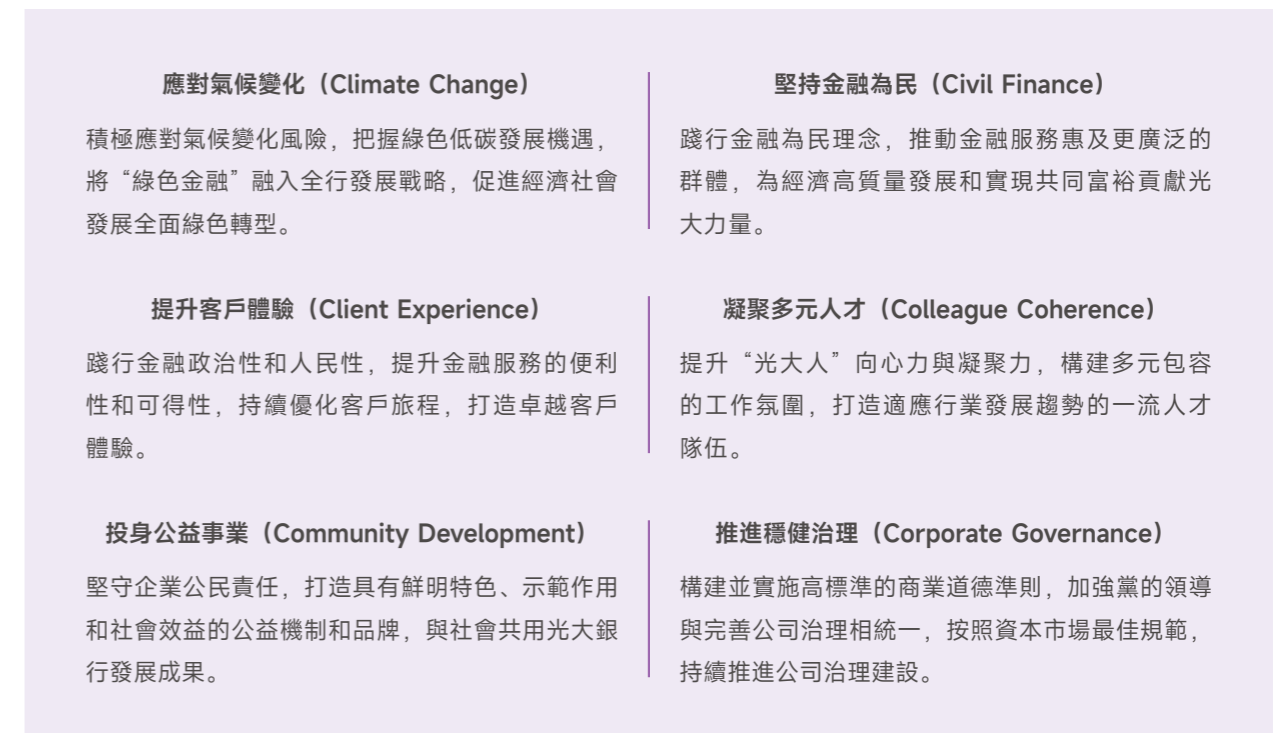 應對氣候變化（Climate Change）
積極應對氣候變化風險，把握綠色低碳發展機遇，
將“綠色金融”融入全行發展戰略，促進經濟社會
發展全面綠色轉型。
堅持金融為民（Civil Finance）
踐行金融為民理念，推動金融服務惠及更廣泛的
群體，為經濟高質量發展和實現共同富裕貢獻光
大力量。
提升客戶體驗（Client Experience）
踐行金融政治性和人民性，提升金融服務的便利
性和可得性，持續優化客戶旅程，打造卓越客戶
體驗。
凝聚多元人才（Colleague Coherence）
提升“光大人”向心力與凝聚力，構建多元包容
的工作氛圍，打造適應行業發展趨勢的一流人才
隊伍。
投身公益事業（Community Development）
堅守企業公民責任，打造具有鮮明特色、示範作用
和社會效益的公益機制和品牌，與社會共用光大銀
行發展成果。
推進穩健治理（Corporate Governance）
構建並實施高標準的商業道德準則，加強黨的領導
與完善公司治理相統一，按照資本市場最佳規範，
持續推進公司治理建設。